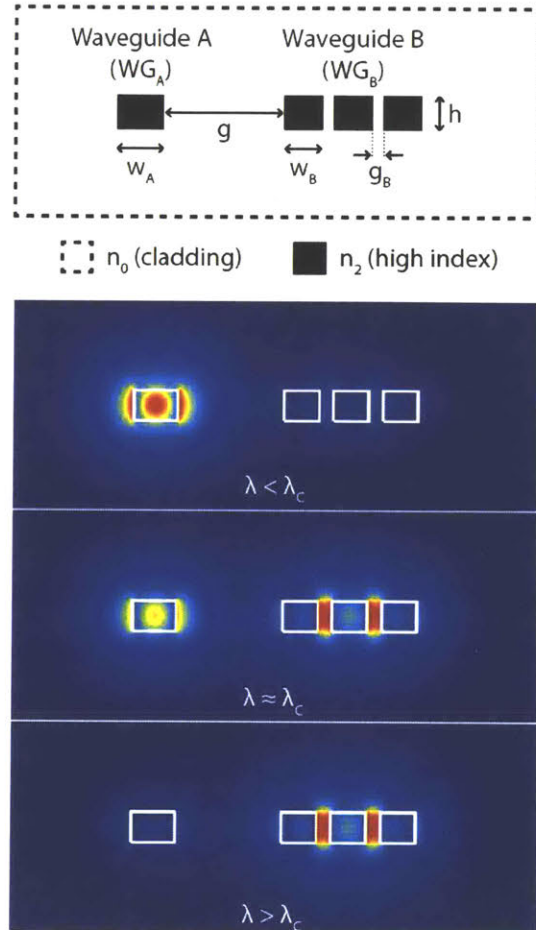 Waveguide A Waveguide B
(WG_A) (WG_B)
g h
w_A w_B g_B
n_0 (cladding) n_2 (high index)
λ < λ_c
λ ≈ λ_c
λ > λ_c